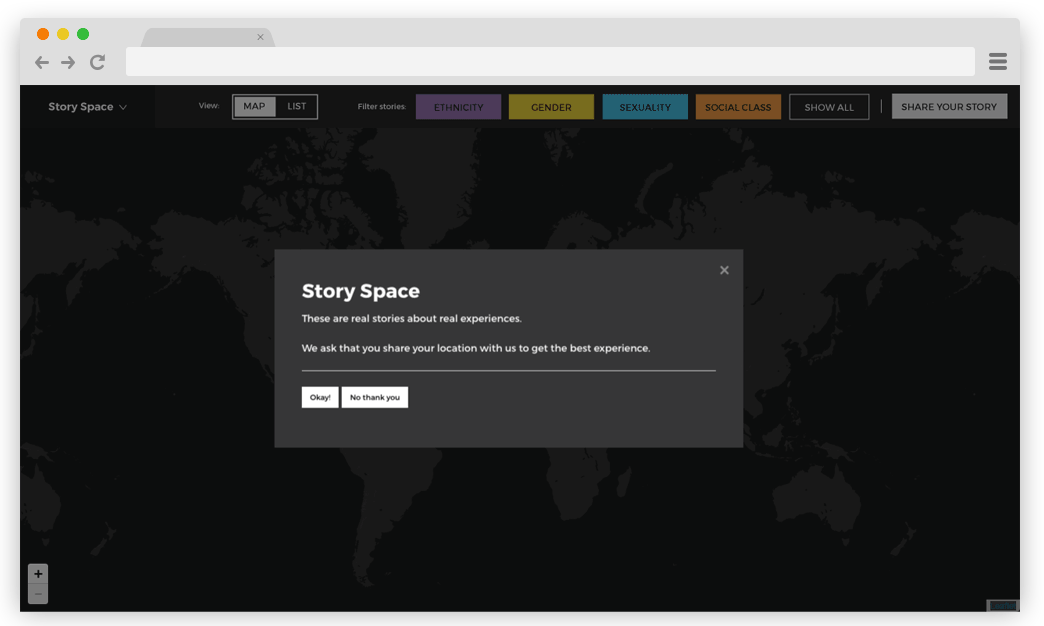 Story Space
View:
MAP
LIST
Filter stories:
ETHNICITY
GENDER
SEXUALITY
SOCIAL CLASS
SHOW ALL
SHARE YOUR STORY
Story Space
These are real stories about real experiences.
We ask that you share your location with us to get the best experience.
Okay!
No thank you
+
−